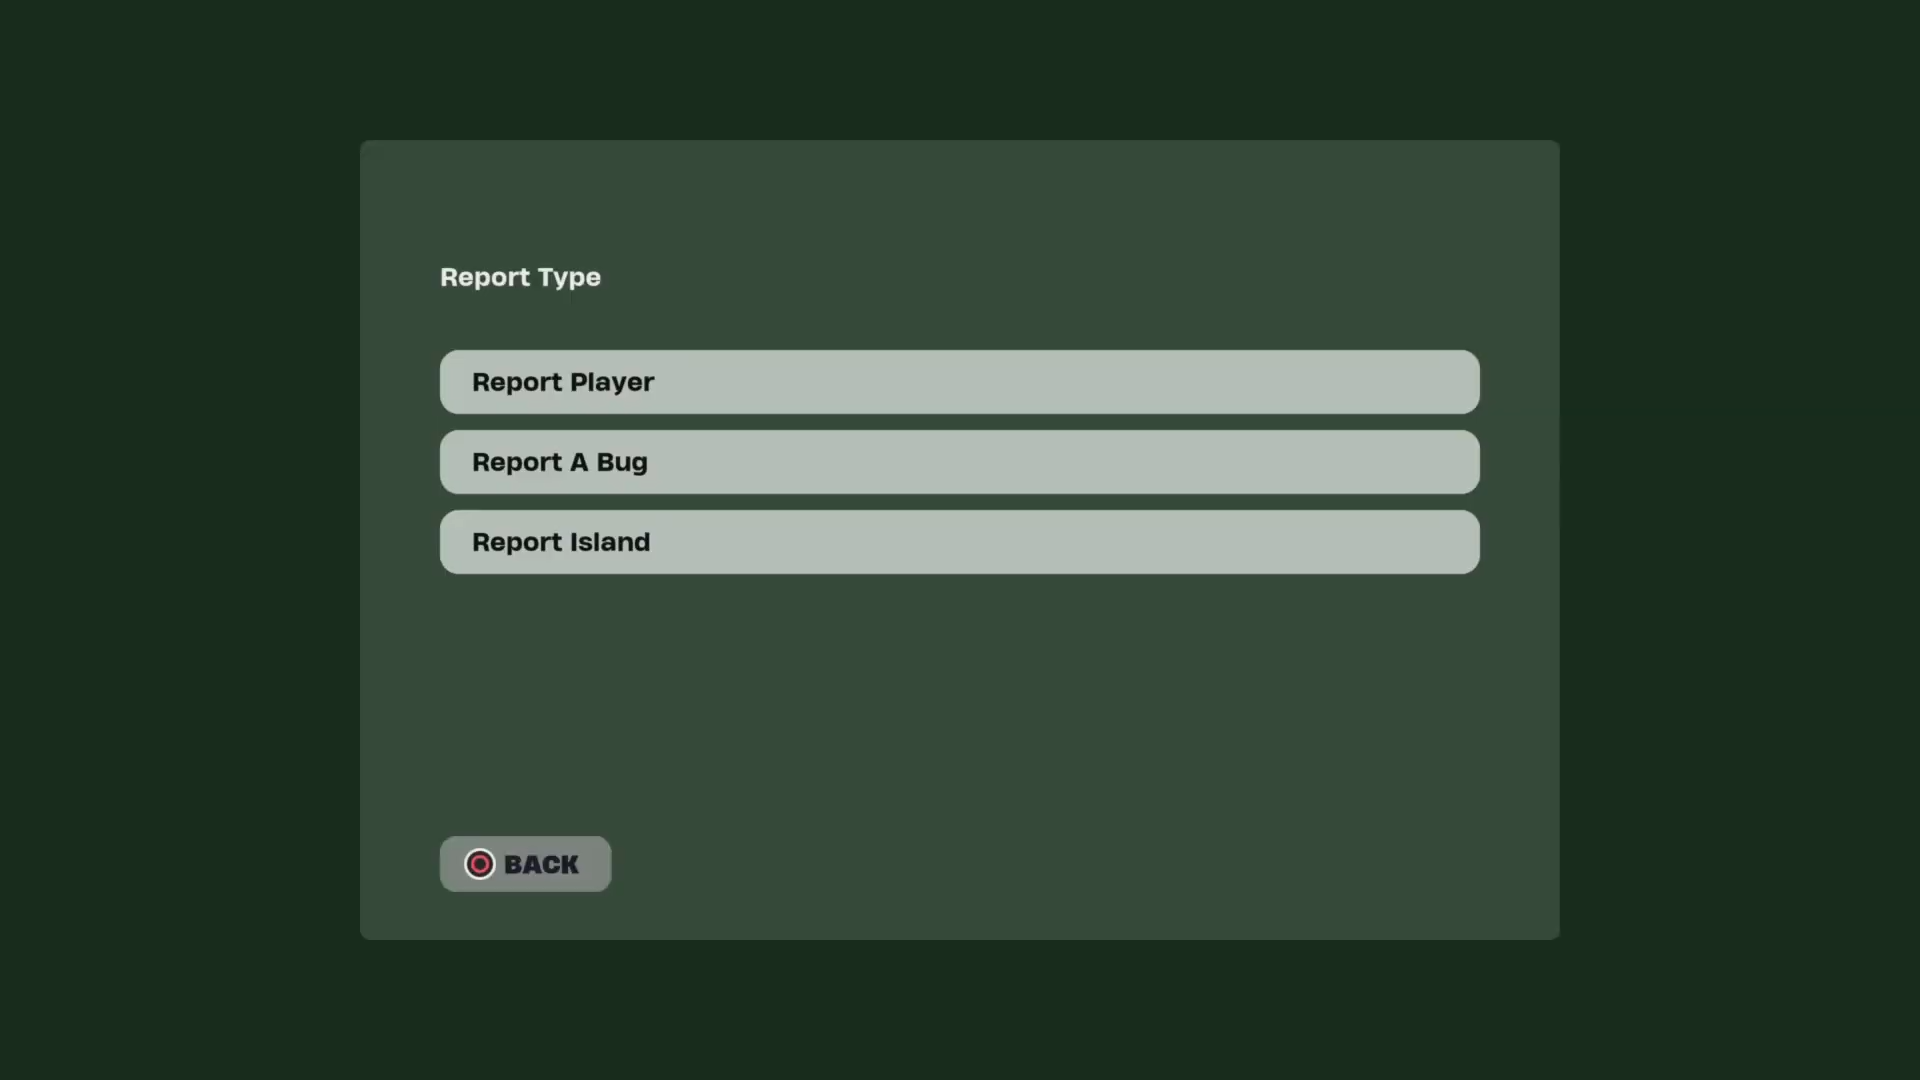 Report Type
Report Player
Report A Bug
Report Island
BACK